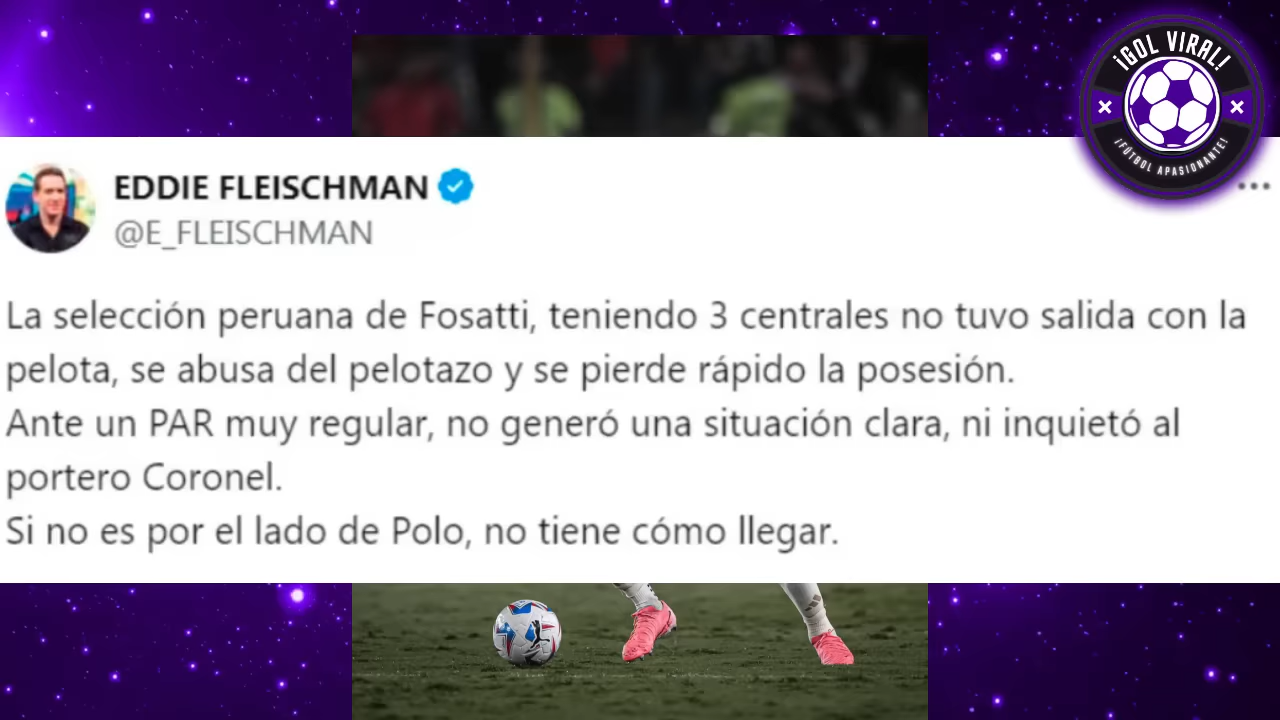 ¡GOL VIRAL!
¡FÚTBOL APASIONANTE!
EDDIE FLEISCHMAN
@E_FLEISCHMAN
La selección peruana de Fosatti, teniendo 3 centrales no tuvo salida con la
pelota, se abusa del pelotazo y se pierde rápido la posesión.
Ante un PAR muy regular, no generó una situación clara, ni inquietó al
portero Coronel.
Si no es por el lado de Polo, no tiene cómo llegar.